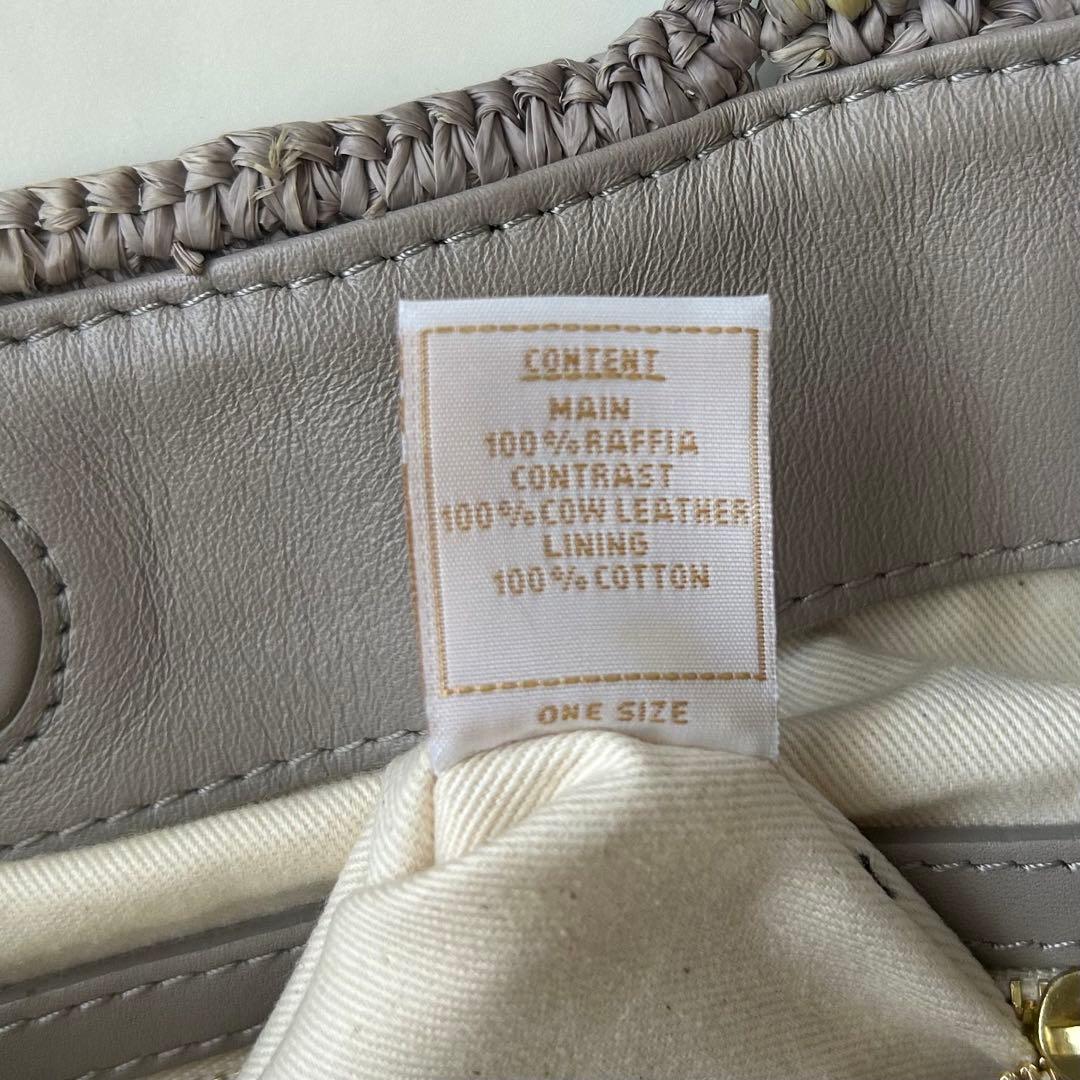 CONTENT
MAIN
100%RAFFIA
CONTRAST
100%COW LEATHER
LINING
100%COTTON
ONE SIZE